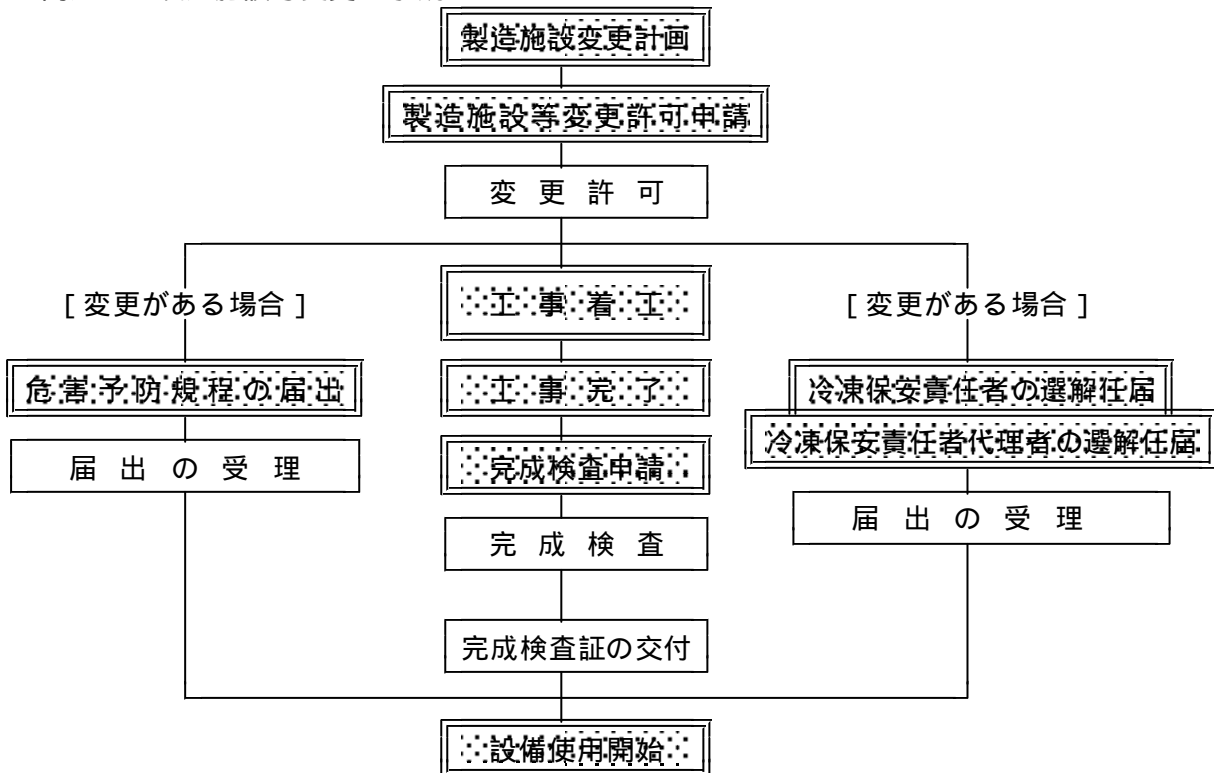 製造施設変更計画
製造施設等変更許可申請
変更許可
[変更がある場合]
工事着工
[変更がある場合]
危害予防規程の届出
工事完了
冷凍保安責任者の選解任届
冷凍保安責任者代理者の選解任届
届出の受理
完成検査申請
届出の受理
完成検査
完成検査証の交付
設備使用開始